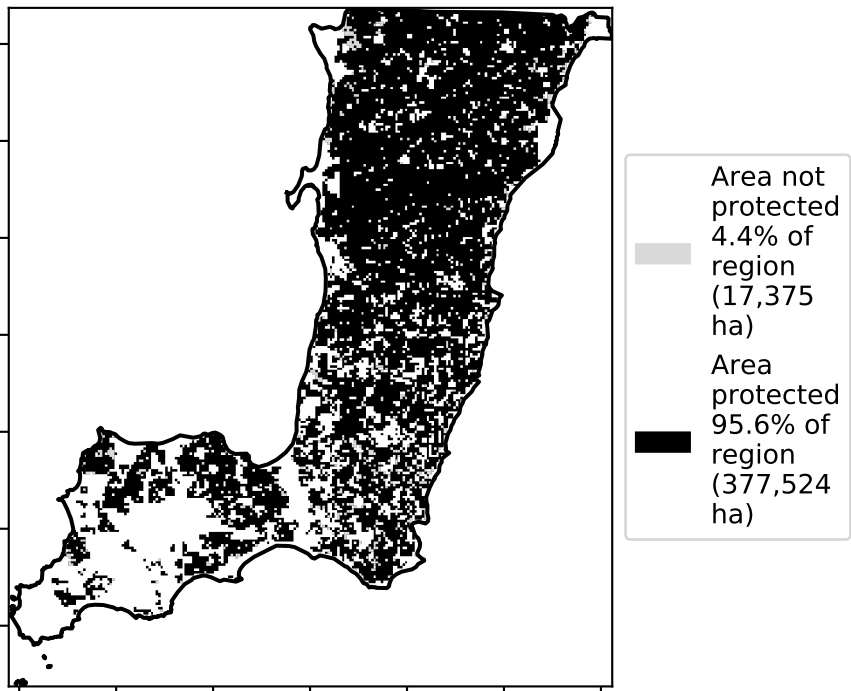 Area not
protected
4.4% of
region
(17,375
ha)
Area
protected
95.6% of
region
(377,524
ha)